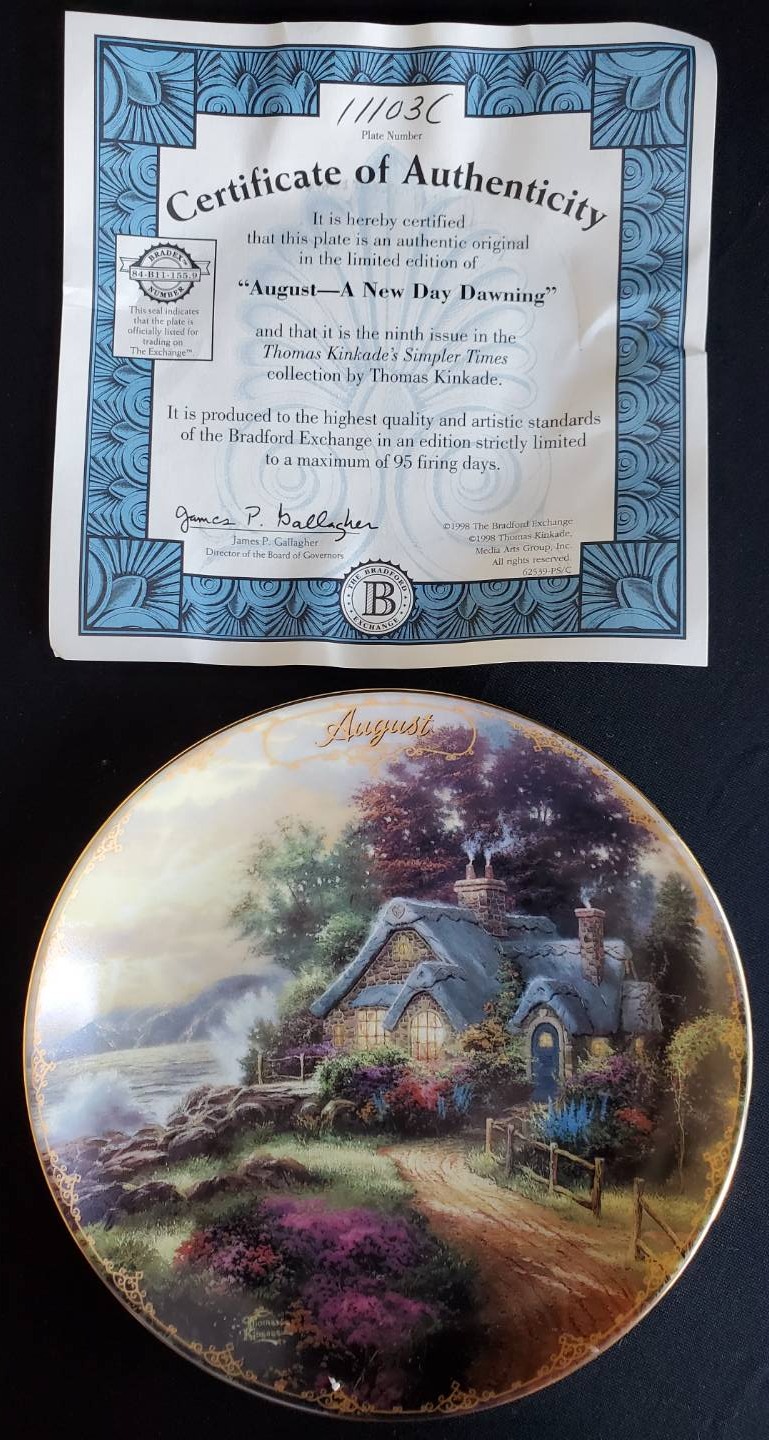 11103C
Plate Number
Certificate of Authenticity
It is hereby certified
that this plate is an authentic original
in the limited edition of
“August—A New Day Dawning”
and that it is the ninth issue in the
Thomas Kinkade's Simpler Times
collection by Thomas Kinkade.
BRADEX™
84-B11-155.9
NUMBER
This seal indicates
that the plate is
officially listed for
trading on
The Exchange™.
It is produced to the highest quality and artistic standards
of the Bradford Exchange in an edition strictly limited
to a maximum of 95 firing days.
James P. Gallagher
James P. Gallagher
Director of the Board of Governors
©1998 The Bradford Exchange
©1998 Thomas Kinkade,
Media Arts Group, Inc.
All rights reserved.
62539-PS/C
THE BRADFORD
B
EXCHANGE
August
Thomas
Kinkade